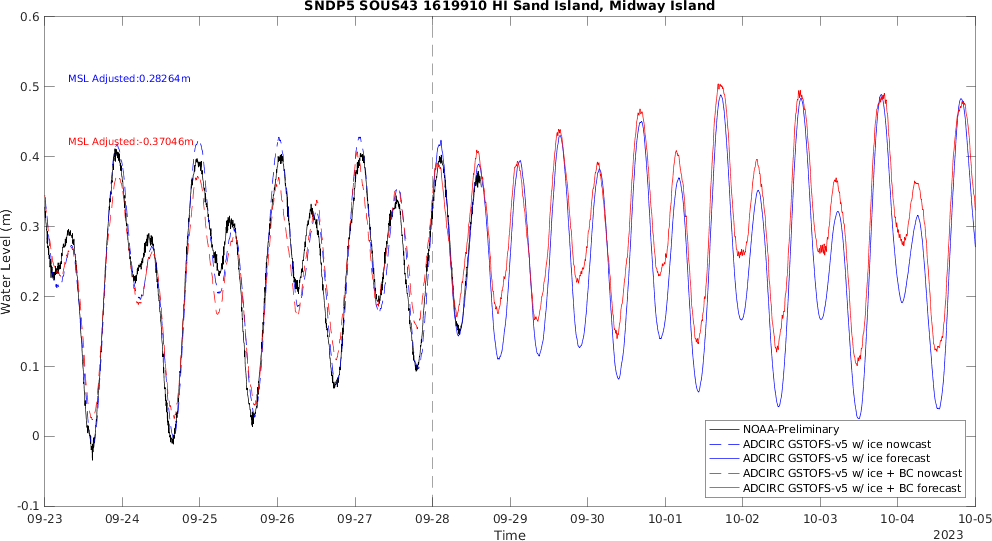 SNDP5 SOUS43 1619910 HI Sand Island, Midway Island
0.6
0.5
0.4
0.3
0.2
0.1
0
-0.1
Water Level (m)
MSL Adjusted:0.28264m
MSL Adjusted:-0.37046m
NOAA-Preliminary
ADCIRC GSTOFS-v5 w/ ice nowcast
ADCIRC GSTOFS-v5 w/ ice forecast
ADCIRC GSTOFS-v5 w/ ice + BC nowcast
ADCIRC GSTOFS-v5 w/ ice + BC forecast
09-23 09-24 09-25 09-26 09-27 09-28 09-29 09-30 10-01 10-02 10-03 10-04 10-05
Time
2023